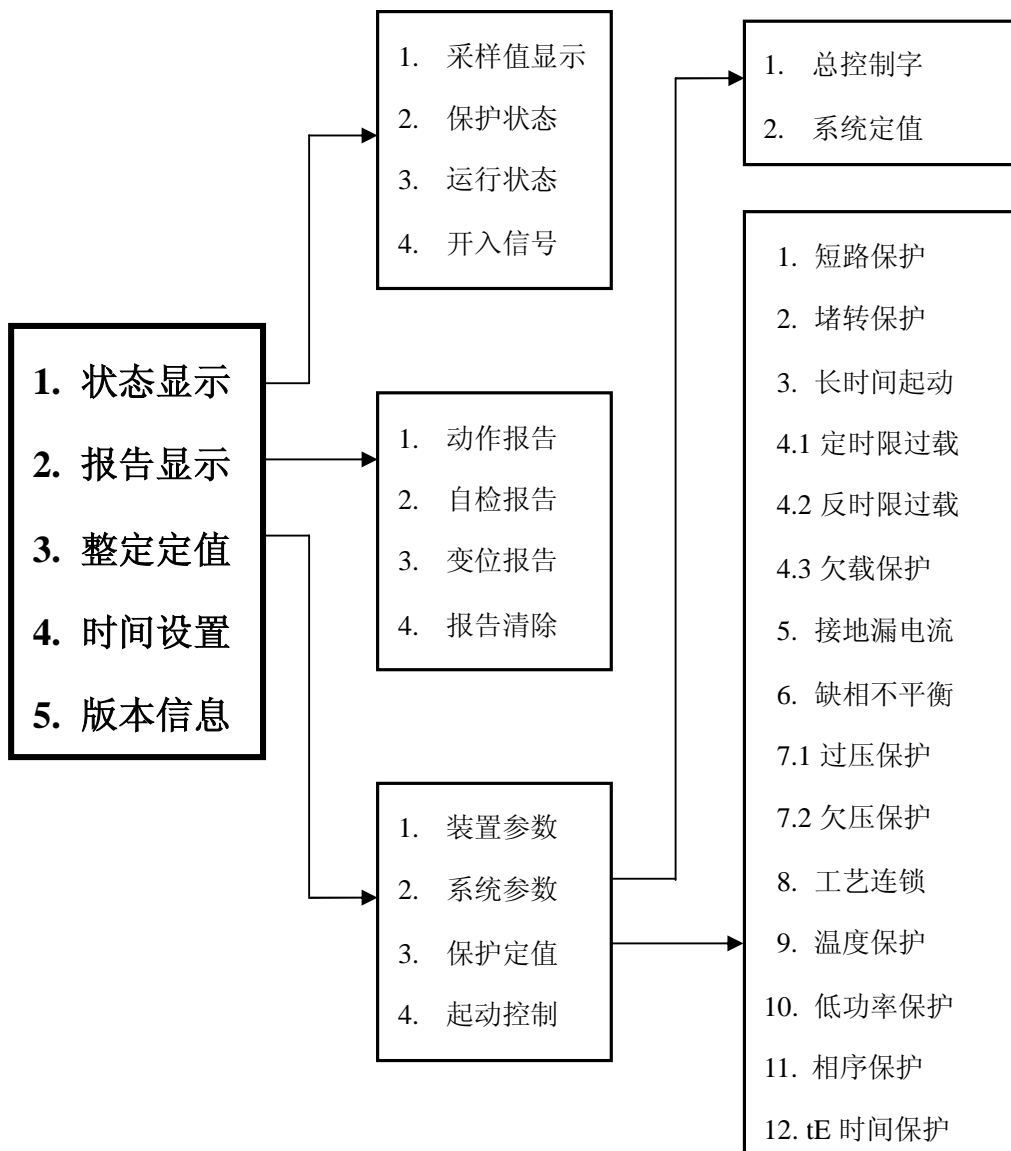 1. 状态显示
2. 报告显示
3. 整定定值
4. 时间设置
5. 版本信息
1. 采样值显示
2. 保护状态
3. 运行状态
4. 开入信号
1. 动作报告
2. 自检报告
3. 变位报告
4. 报告清除
1. 装置参数
2. 系统参数
3. 保护定值
4. 起动控制
1. 总控制字
2. 系统定值
1. 短路保护
2. 堵转保护
3. 长时间起动
4.1 定时限过载
4.2 反时限过载
4.3 欠载保护
5. 接地漏电流
6. 缺相不平衡
7.1 过压保护
7.2 欠压保护
8. 工艺连锁
9. 温度保护
10. 低功率保护
11. 相序保护
12. tE 时间保护